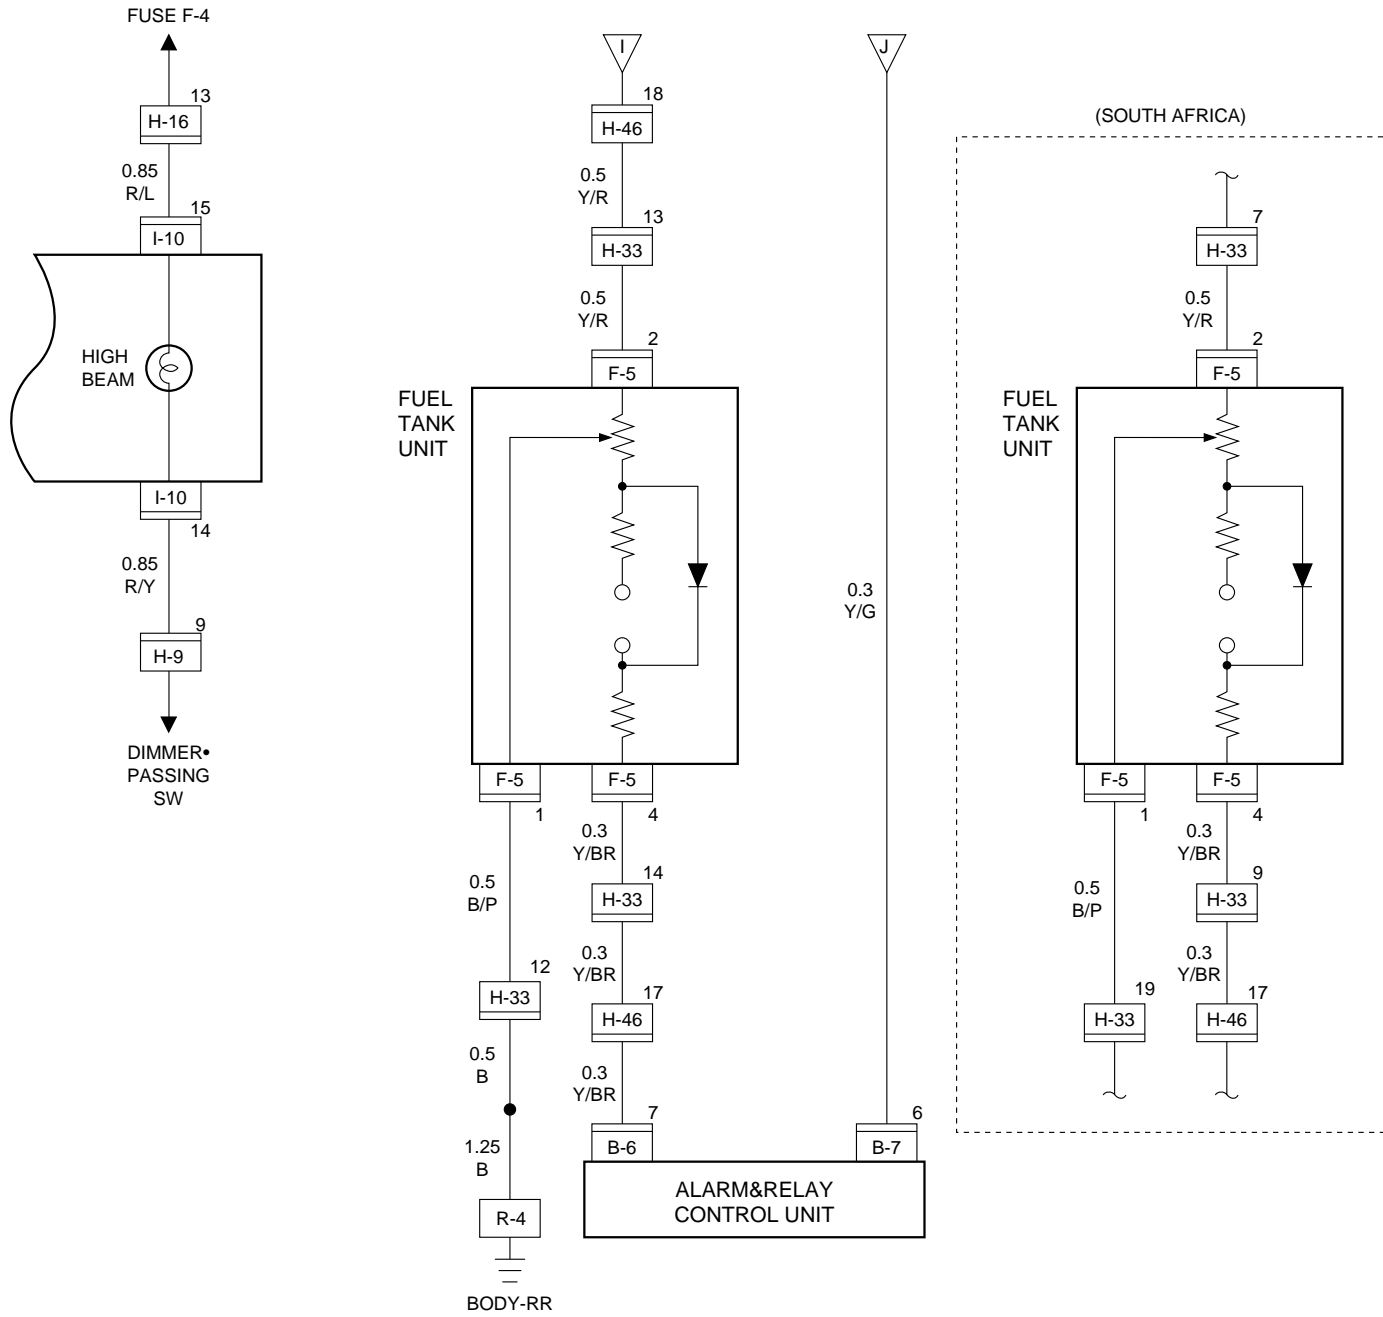 FUSE F-4
13
H-16
0.85
R/L
15
I-10
HIGH
BEAM
I-10
14
0.85
R/Y
9
H-9
DIMMER•
PASSING
SW
I
18
H-46
0.5
Y/R
13
H-33
0.5
Y/R
2
F-5
FUEL
TANK
UNIT
F-5
1
F-5
4
0.5
B/P
12
H-33
0.5
B
1.25
B
R-4
BODY-RR
0.3
Y/BR
14
H-33
0.3
Y/BR
17
H-46
0.3
Y/BR
7
B-6
J
0.3
Y/G
6
B-7
ALARM&RELAY
CONTROL UNIT
(SOUTH AFRICA)
7
H-33
0.5
Y/R
2
F-5
FUEL
TANK
UNIT
F-5
1
F-5
4
0.5
B/P
19
H-33
0.3
Y/BR
9
H-33
0.3
Y/BR
17
H-46